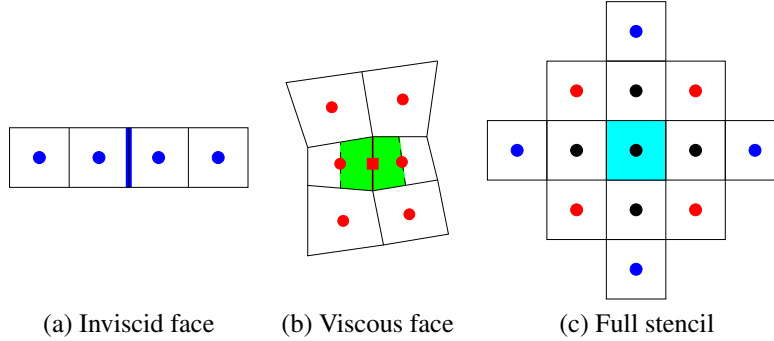 (a) Inviscid face
(b) Viscous face
(c) Full stencil